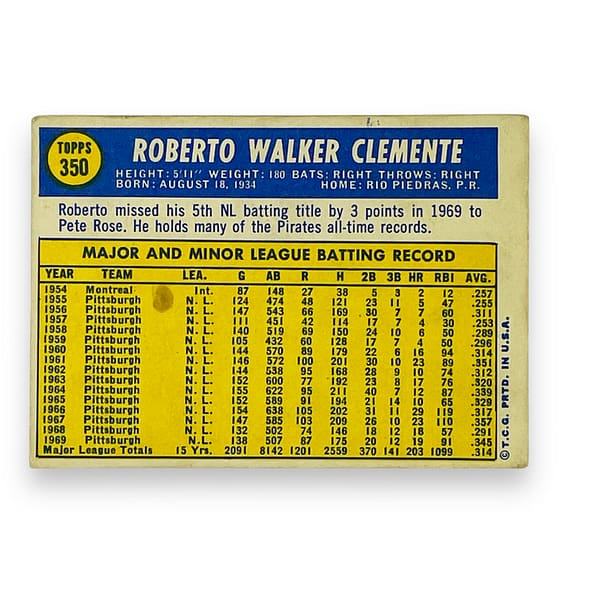 TOPPS
350
ROBERTO WALKER CLEMENTE
HEIGHT: 5'11" WEIGHT: 180 BATS: RIGHT THROWS: RIGHT
BORN: AUGUST 18, 1934 HOME: RIO PIEDRAS, P.R.
Roberto missed his 5th NL batting title by 3 points in 1969 to
Pete Rose. He holds many of the Pirates all-time records.
MAJOR AND MINOR LEAGUE BATTING RECORD
YEAR TEAM LEA. G AB R H 2B 3B HR RBI AVG.
1954 Montreal Int. 87 148 27 38 5 3 2 12 .257
1955 Pittsburgh N. L. 124 474 48 121 23 11 5 47 .255
1956 Pittsburgh N. L. 147 543 66 169 30 7 7 60 .311
1957 Pittsburgh N. L. 111 451 42 114 17 7 4 30 .253
1958 Pittsburgh N. L. 140 519 69 150 24 10 6 50 .289
1959 Pittsburgh N. L. 105 432 60 128 17 7 4 50 .296
1960 Pittsburgh N. L. 144 570 89 179 22 6 16 94 .314
1961 Pittsburgh N. L. 146 572 100 201 30 10 23 89 .351
1962 Pittsburgh N. L. 144 538 95 168 28 9 10 74 .312
1963 Pittsburgh N. L. 152 600 77 192 23 8 17 76 .320
1964 Pittsburgh N. L. 155 622 95 211 40 7 12 87 .339
1965 Pittsburgh N. L. 152 589 91 194 21 14 10 65 .329
1966 Pittsburgh N. L. 154 638 105 202 31 11 29 119 .317
1967 Pittsburgh N. L. 147 585 103 209 26 10 23 110 .357
1968 Pittsburgh N. L. 132 502 74 146 18 12 18 57 .291
1969 Pittsburgh N. L. 138 507 87 175 20 12 19 91 .345
Major League Totals 15 Yrs. 2091 8142 1201 2559 370 141 203 1099 .314
© T.C.G. PRTD. IN U.S.A.